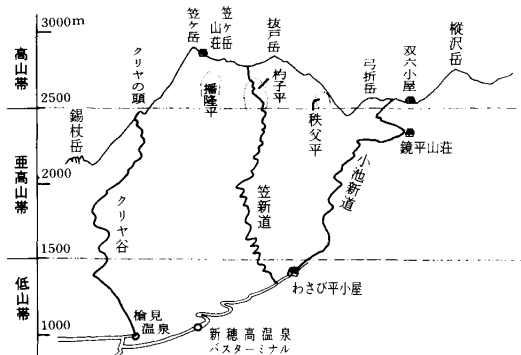 高山帯
亜高山帯
低山帯
3000m
2500
2000
1500
1000
錫杖岳
クリヤの頭
笠ヶ岳
笠ヶ岳
山荘
抜戸岳
弓折岳
双六小屋
樅沢岳
播隆平
杓子平
秩父平
鏡平山荘
クリヤ谷
笠新道
小池新道
わさび平小屋
槍見
温泉
新穂高温泉
バスターミナル